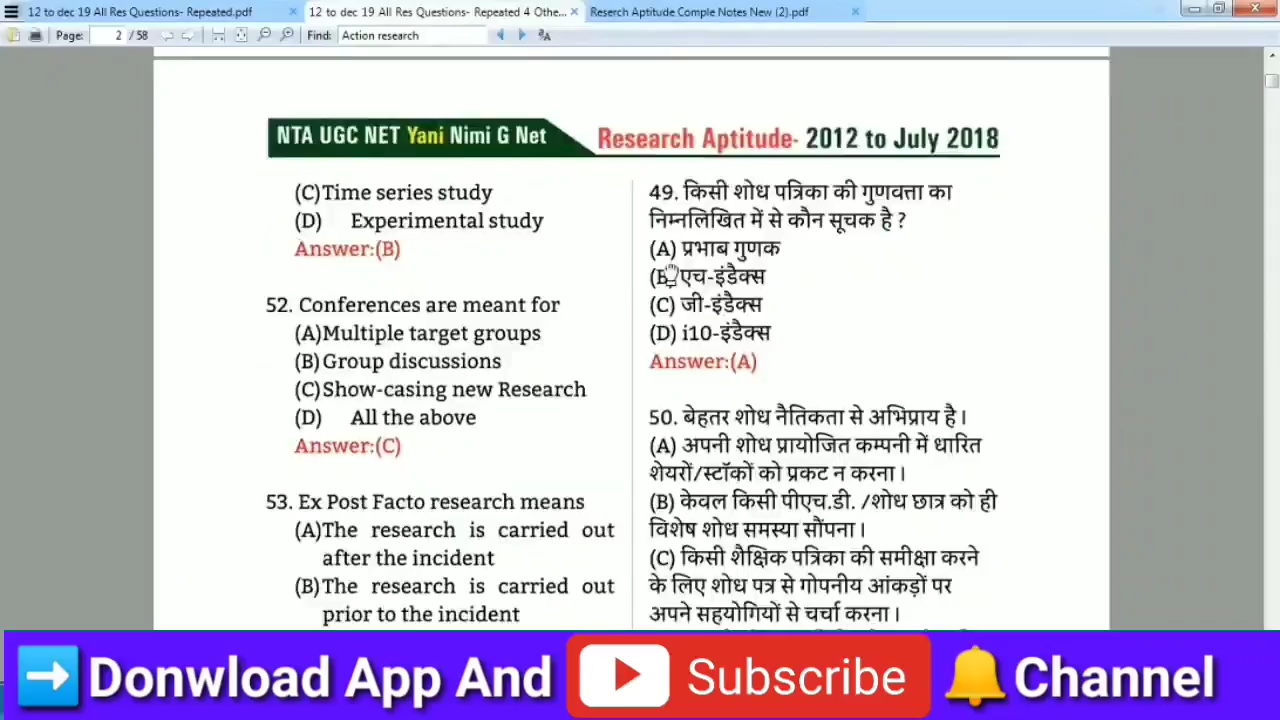 12 to dec 19 All Res Questions- Repeated.pdf
12 to dec 19 All Res Questions- Repeated 4 Othe...
Reserch Aptitude Comple Notes New (2).pdf
Page: 2 / 58
Find: Action research
NTA UGC NET Yani Nimi G Net
Research Aptitude- 2012 to July 2018
(C)Time series study
(D) Experimental study
Answer:(B)
52. Conferences are meant for
(A)Multiple target groups
(B)Group discussions
(C)Show-casing new Research
(D) All the above
Answer:(C)
53. Ex Post Facto research means
(A)The research is carried out
after the incident
(B)The research is carried out
prior to the incident
49. किसी शोध पत्रिका की गुणवत्ता का
निम्नलिखित में से कौन सूचक है ?
(A) प्रभाब गुणक
(B) एच-इंडैक्स
(C) जी-इंडैक्स
(D) i10-इंडैक्स
Answer:(A)
50. बेहतर शोध नैतिकता से अभिप्राय है ।
(A) अपनी शोध प्रायोजित कम्पनी में धारित
शेयरों/स्टॉकों को प्रकट न करना ।
(B) केवल किसी पीएच.डी. /शोध छात्र को ही
विशेष शोध समस्या सौंपना ।
(C) किसी शैक्षिक पत्रिका की समीक्षा करने
के लिए शोध पत्र से गोपनीय आंकड़ों पर
अपने सहयोगियों से चर्चा करना ।
Donwload App And
Subscribe
Channel